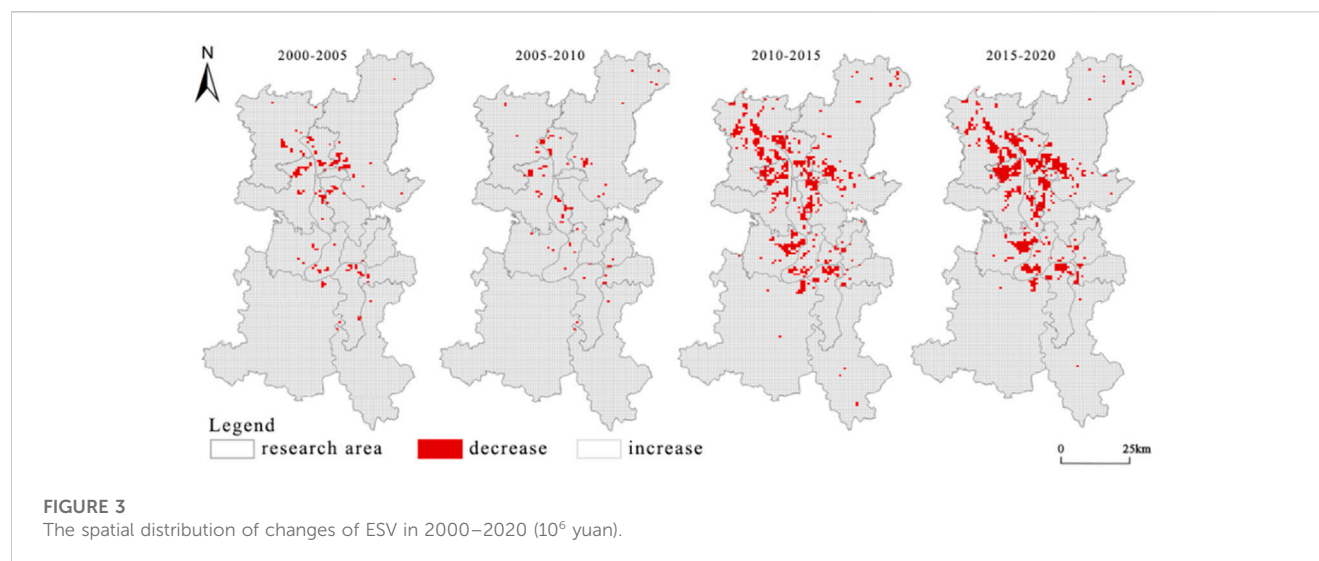 N
2000-2005
2005-2010
2010-2015
2015-2020
Legend
research area
decrease
increase
0 25km
FIGURE 3
The spatial distribution of changes of ESV in 2000–2020 (10⁶ yuan).